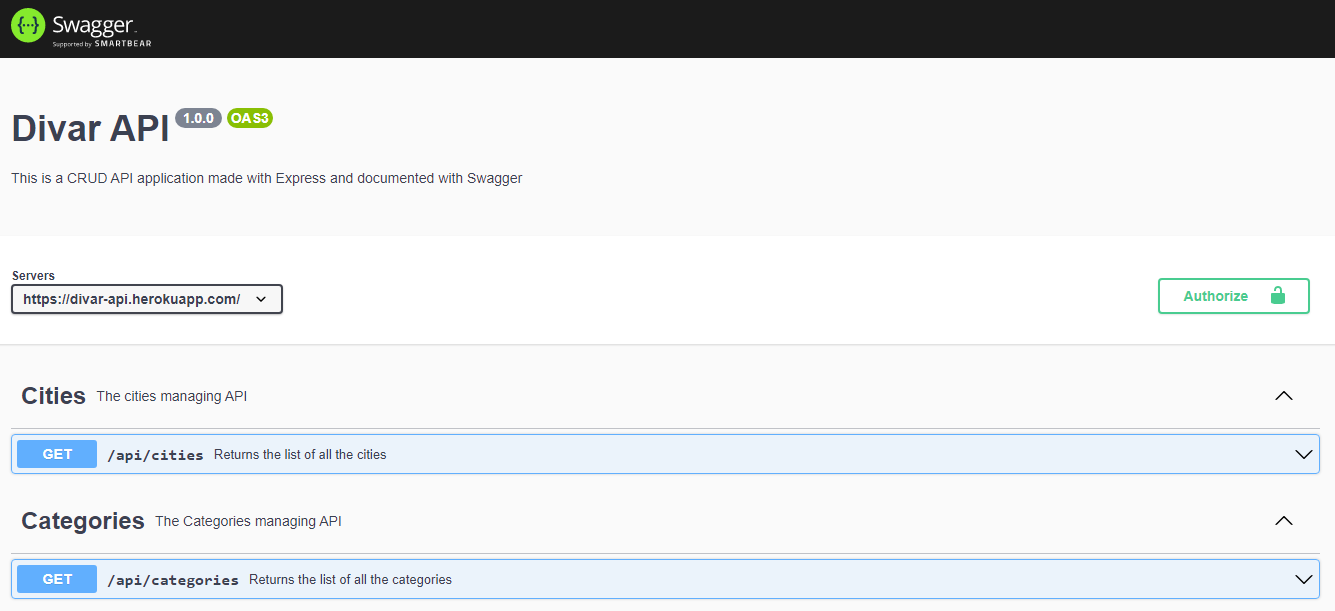 Swagger.
Supported by SMARTBEAR
Divar API 1.0.0 OAS3
This is a CRUD API application made with Express and documented with Swagger
Servers
https://divar-api.herokuapp.com/
Authorize
Cities The cities managing API
GET /api/cities Returns the list of all the cities
Categories The Categories managing API
GET /api/categories Returns the list of all the categories